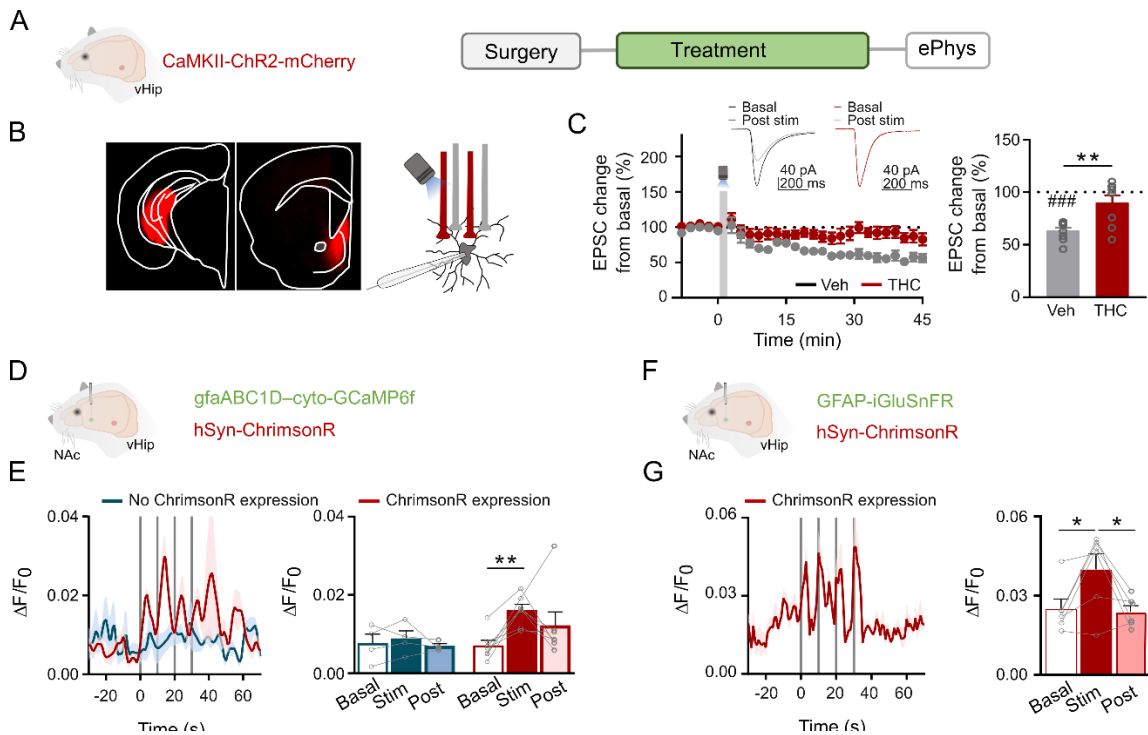 A
CaMKII-ChR2-mCherry
vHip
Surgery
Treatment
ePhys
B
C
Basal
Post stim
Basal
Post stim
40 pA
200 ms
40 pA
200 ms
EPSC change
from basal (%)
200
150
100
50
0
Veh
THC
0
15
30
45
Time (min)
EPSC change
from basal (%)
150
100
50
0
**
###
Veh
THC
D
gfaABC1D–cyto-GCaMP6f
hSyn-ChrimsonR
NAc
vHip
F
GFAP-iGluSnFR
hSyn-ChrimsonR
NAc
vHip
E
No ChrimsonR expression
ChrimsonR expression
ΔF/F0
0.04
0.02
0.00
-20
0
20
40
60
Time (s)
ΔF/F0
0.04
0.02
0.00
**
Basal
Stim
Post
Basal
Stim
Post
G
ChrimsonR expression
ΔF/F0
0.06
0.03
0.00
-20
0
20
40
60
Time (s)
ΔF/F0
0.06
0.03
0.00
*
*
Basal
Stim
Post